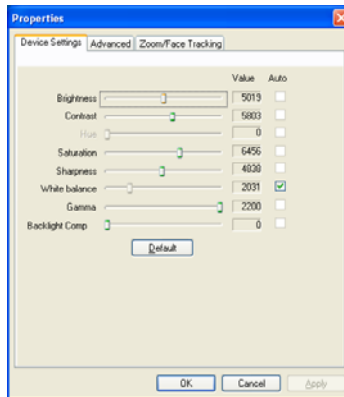 Properties
Device Settings Advanced Zoom/Face Tracking
Value Auto
Brightness 5019
Contrast 5803
Hue 0
Saturation 6456
Sharpness 4838
White balance 2031
Gamma 2200
Backlight Comp 0
Default
OK Cancel Apply